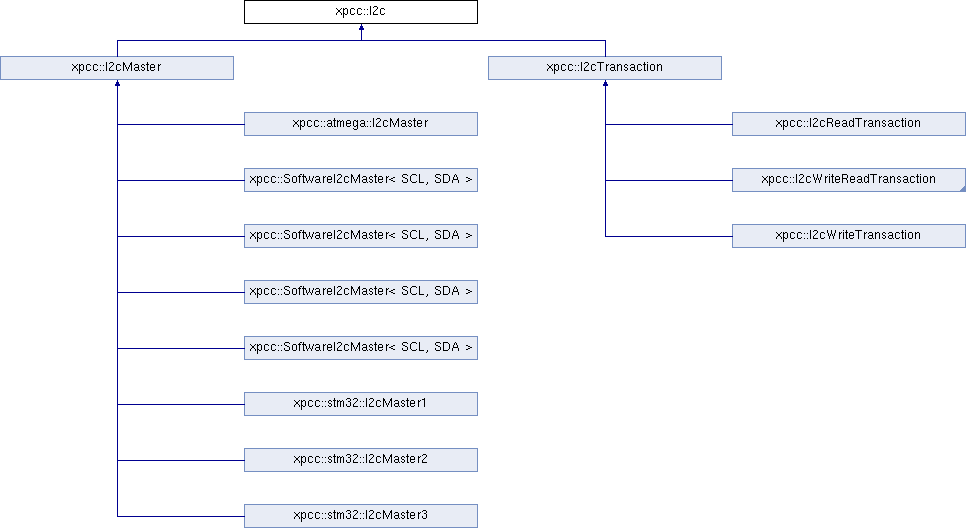 xpcc::I2c
xpcc::I2cMaster
xpcc::I2cTransaction
xpcc::atmega::I2cMaster
xpcc::I2cReadTransaction
xpcc::SoftwareI2cMaster< SCL, SDA >
xpcc::I2cWriteReadTransaction
xpcc::SoftwareI2cMaster< SCL, SDA >
xpcc::I2cWriteTransaction
xpcc::SoftwareI2cMaster< SCL, SDA >
xpcc::SoftwareI2cMaster< SCL, SDA >
xpcc::stm32::I2cMaster1
xpcc::stm32::I2cMaster2
xpcc::stm32::I2cMaster3